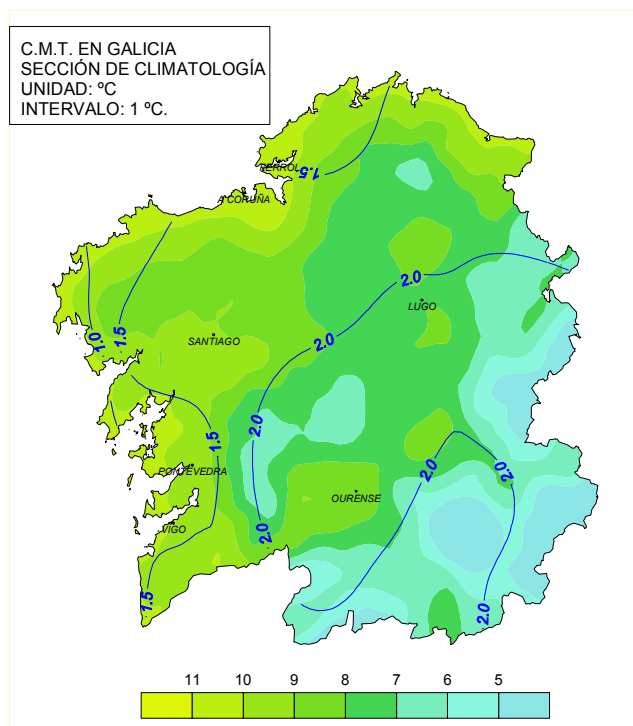 C.M.T. EN GALICIA
SECCIÓN DE CLIMATOLOGÍA
UNIDAD: ºC
INTERVALO: 1 ºC.
FERROL
1.5
A CORUÑA
2.0
LUGO
1.0
1.5
SANTIAGO
2.0
2.0
1.5
PONTEVEDRA
2.0
2.0
OURENSE
VIGO
2.0
1.5
2.0
11 10 9 8 7 6 5